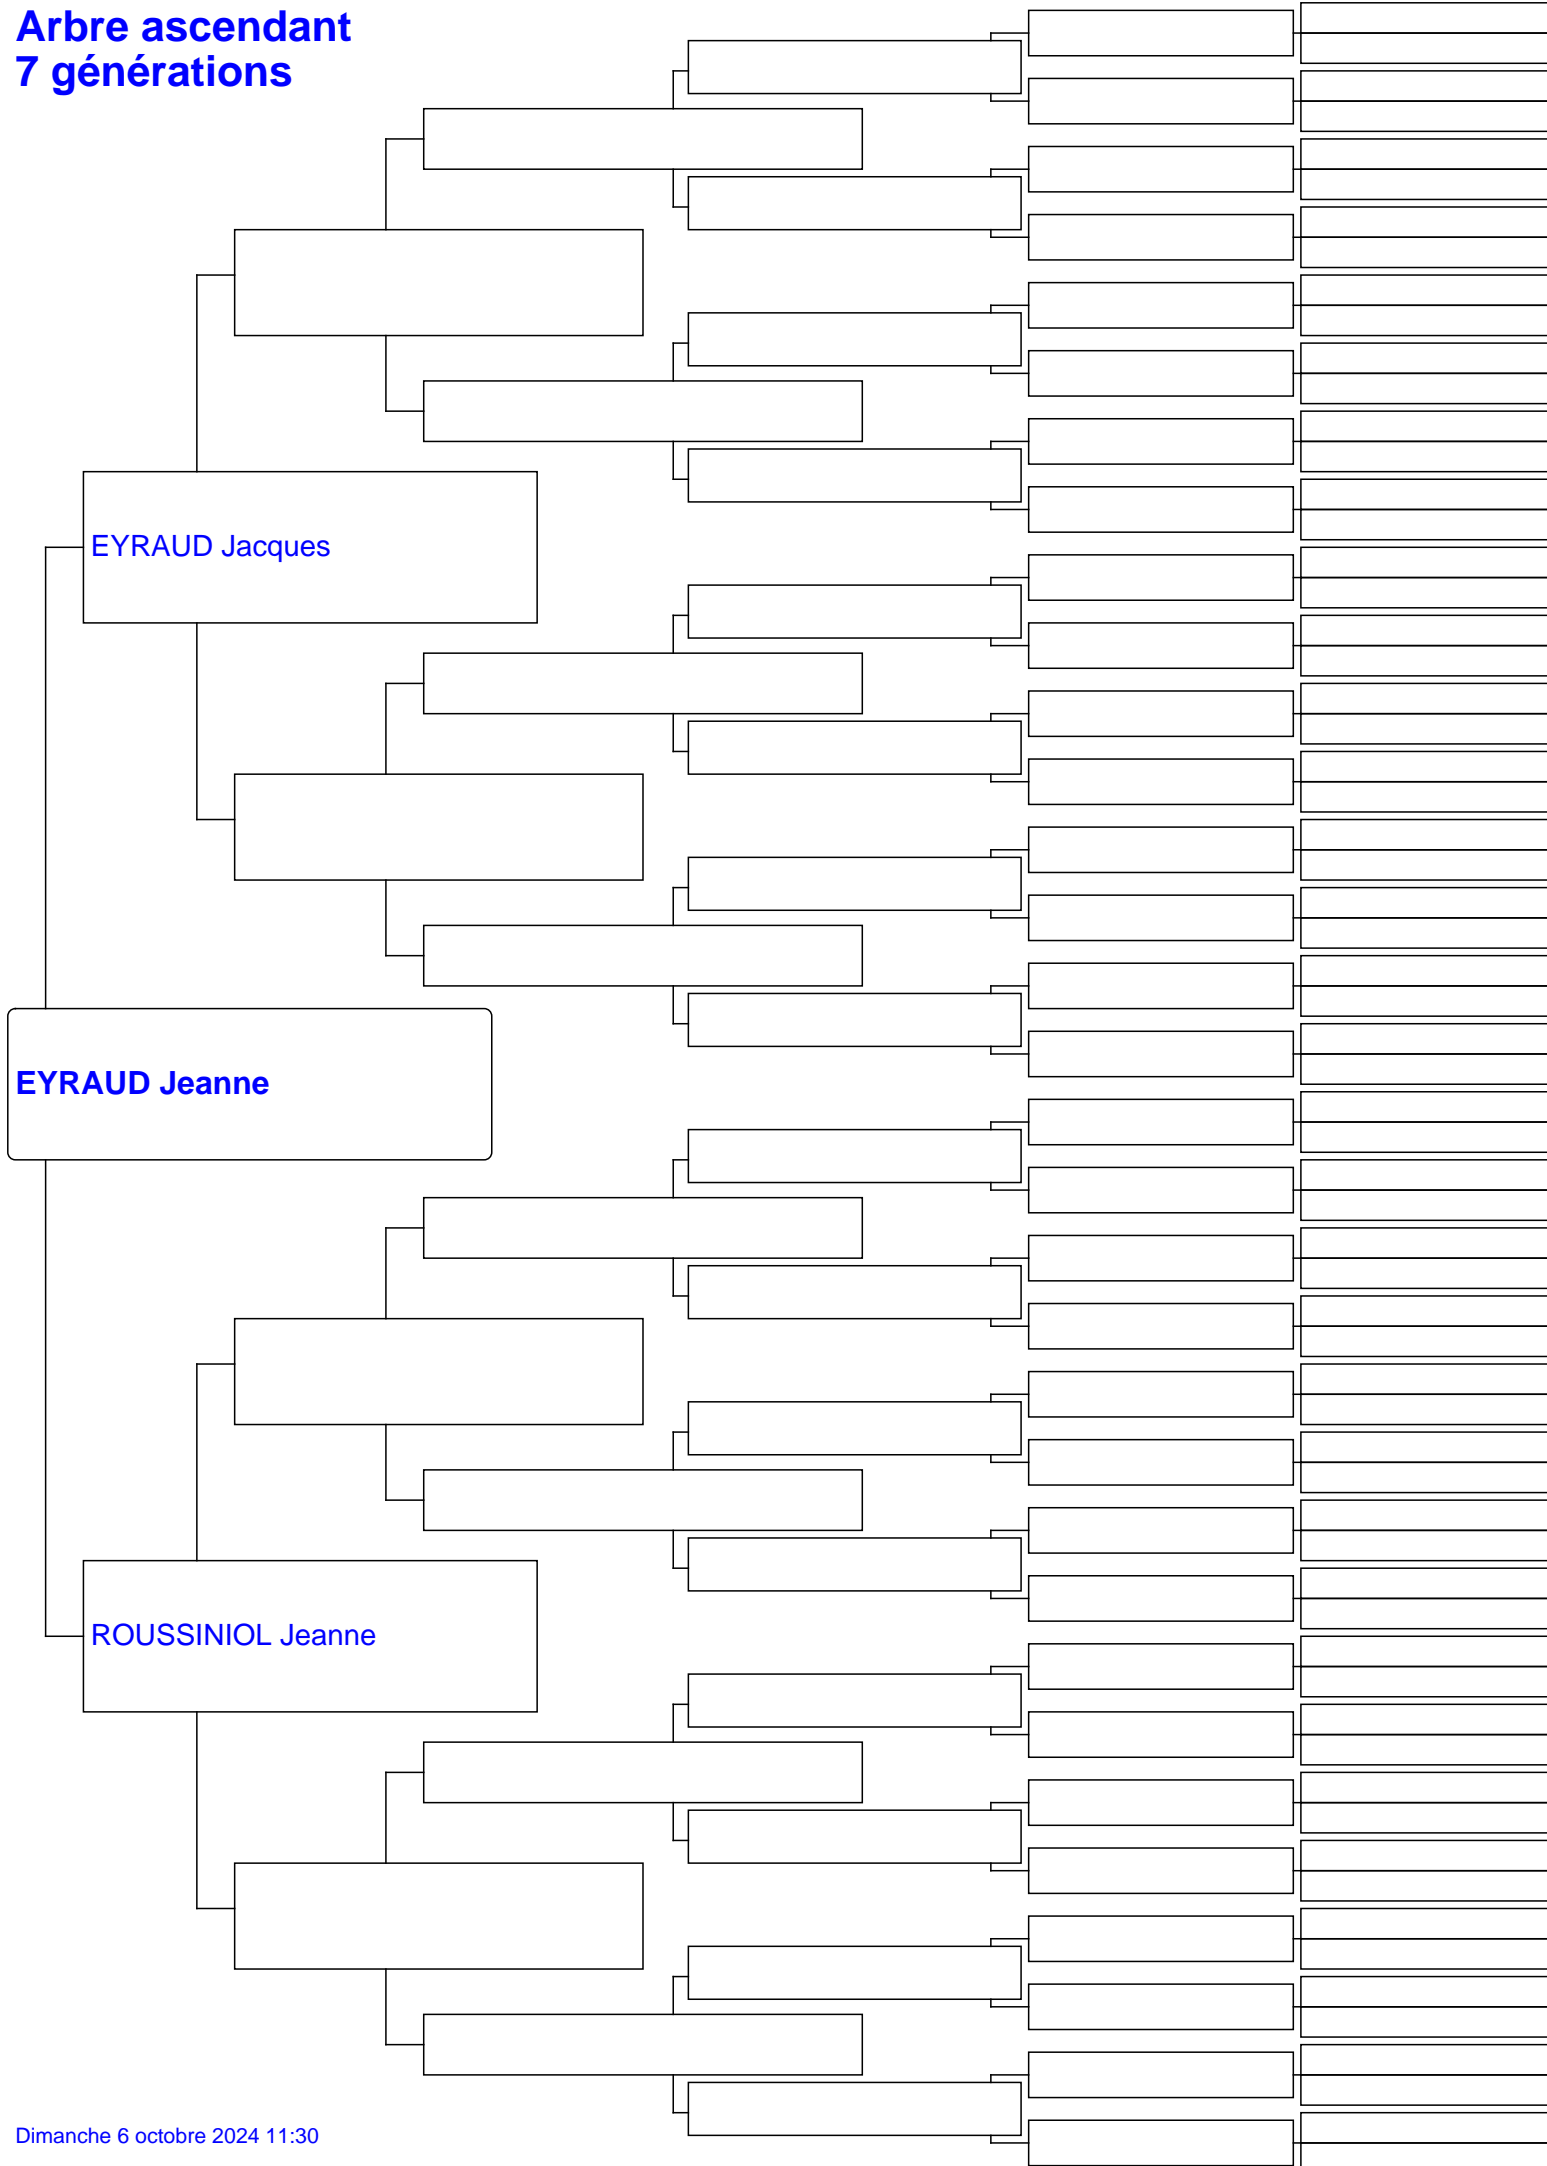 Arbre ascendant
7 générations
EYRAUD Jacques
EYRAUD Jeanne
ROUSSINIOL Jeanne
Dimanche 6 octobre 2024 11:30